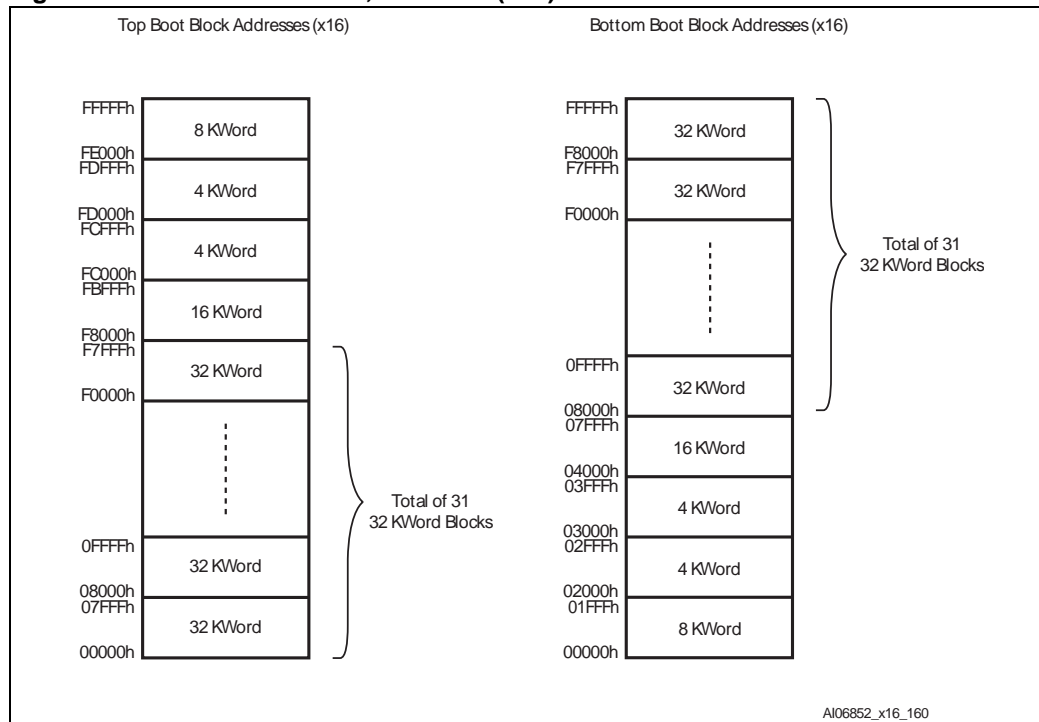 Top Boot Block Addresses (x16)
FFFFFh
8 KWord
FE000h
FDFFFh
4 KWord
FD000h
FCFFFh
4 KWord
FC000h
FBFFFh
16 KWord
F8000h
F7FFFh
32 KWord
F0000h
Total of 31
32 KWord Blocks
0FFFFh
32 KWord
08000h
07FFFh
32 KWord
00000h
Bottom Boot Block Addresses (x16)
FFFFFh
32 KWord
F8000h
F7FFFh
32 KWord
F0000h
Total of 31
32 KWord Blocks
0FFFFh
32 KWord
08000h
07FFFh
16 KWord
04000h
03FFFh
4 KWord
03000h
02FFFh
4 KWord
02000h
01FFFh
8 KWord
00000h
AI06852_x16_160